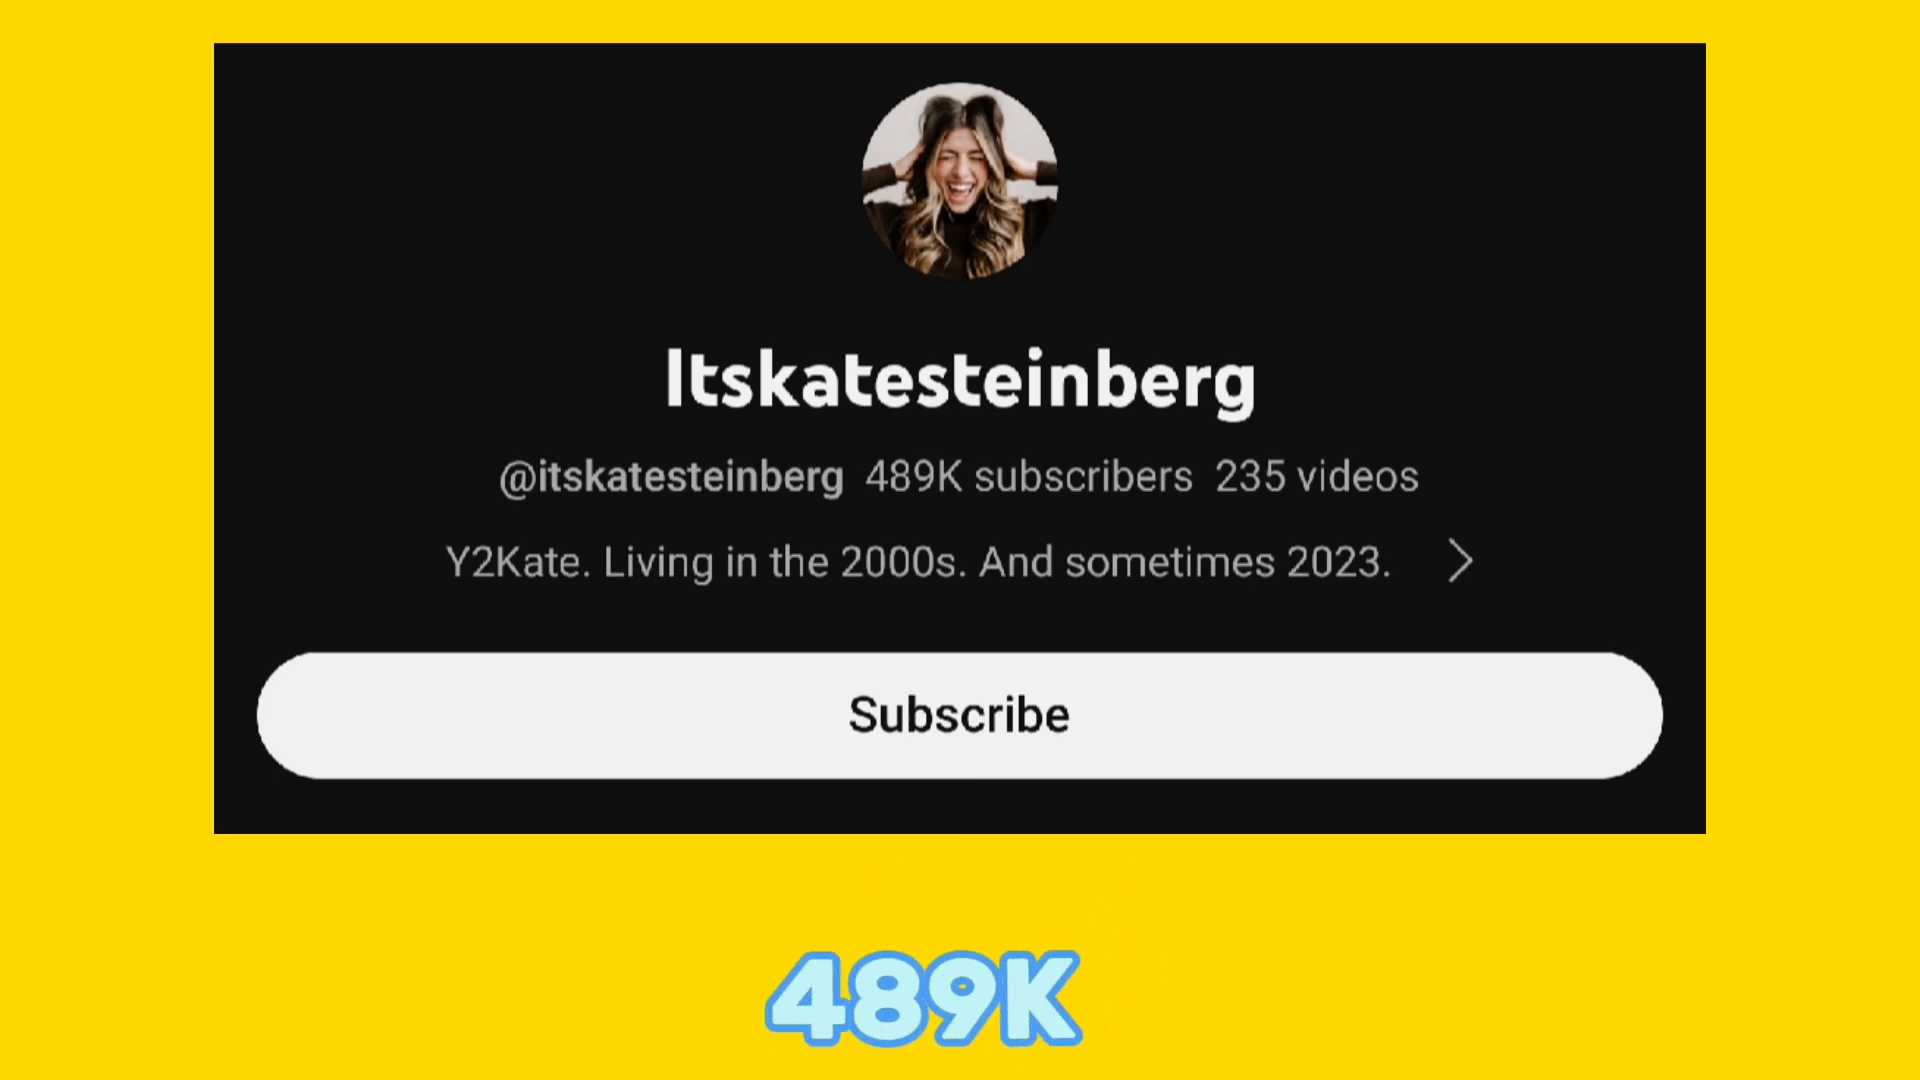 Itskatesteinberg
@itskatesteinberg 489K subscribers 235 videos
Y2Kate. Living in the 2000s. And sometimes 2023.
Subscribe
489K